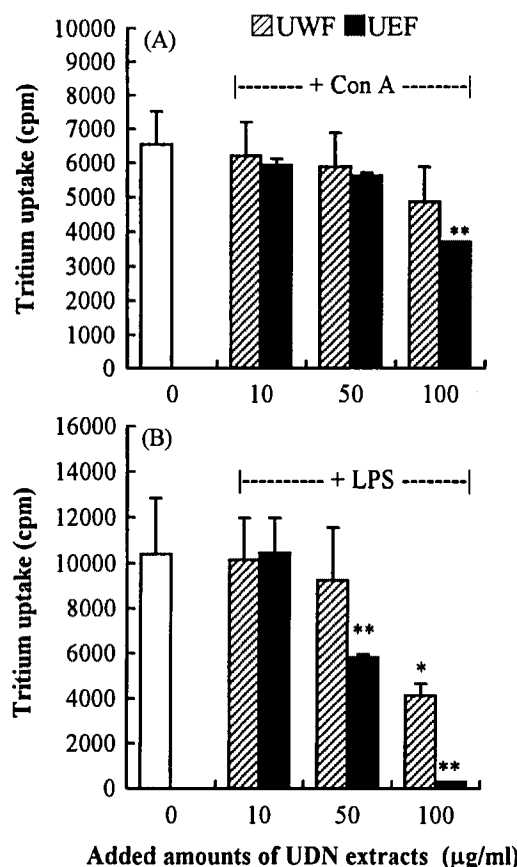 UWF UEF
(A)
|---------- + Con A ----------|
Tritium uptake (cpm)
10000
9000
8000
7000
6000
5000
4000
3000
2000
1000
0
**
0 10 50 100
(B)
|---------- + LPS ----------|
Tritium uptake (cpm)
16000
14000
12000
10000
8000
6000
4000
2000
0
**
*
**
0 10 50 100
Added amounts of UDN extracts (µg/ml)